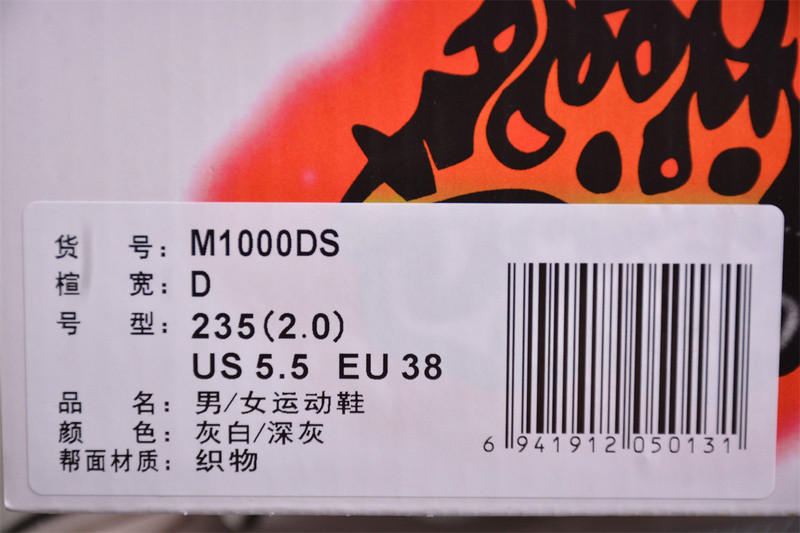 货 号：M1000DS
楦 宽：D
号 型：235(2.0)
US 5.5 EU 38
品 名：男/女运动鞋
颜 色：灰白/深灰
帮面材质：织物
6 941912 050131